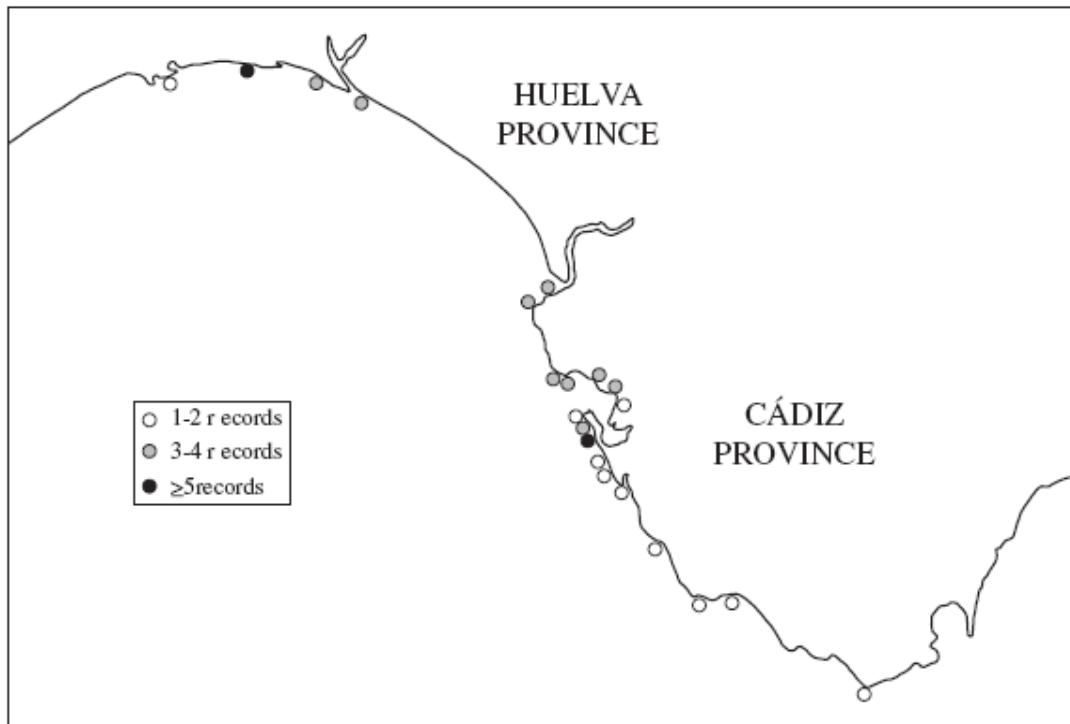 HUELVA
PROVINCE
CÁDIZ
PROVINCE
1-2 r ecords
3-4 r ecords
≥5records